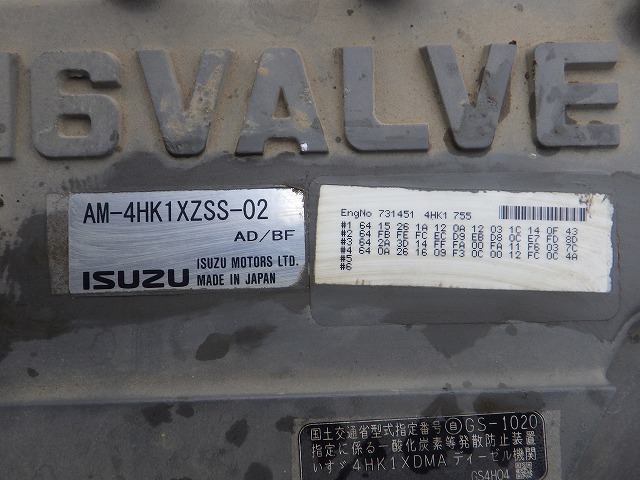 16VALVE
AM-4HK1XZSS-02
AD/BF
ISUZU
ISUZU MOTORS LTD.
MADE IN JAPAN
EngNo 731451 4HK1 755
#1 64 15 26 1A 12 0A 12 03 1C 14 0F 43
#2 64 FB FE FC EC D9 EB D8 0C E7 FD 8D
#3 64 2A 3D 14 FF FA 00 FA 11 F6 03 7C
#4 64 0A 26 16 09 F3 0C 00 12 FC 0C 4A
#5
#6
国土交通省型式指定番号 自 GS-1020
指定に係る一酸化炭素等発散防止装置
いすゞ4HK1XDMA ディーゼル機関
GS4H04